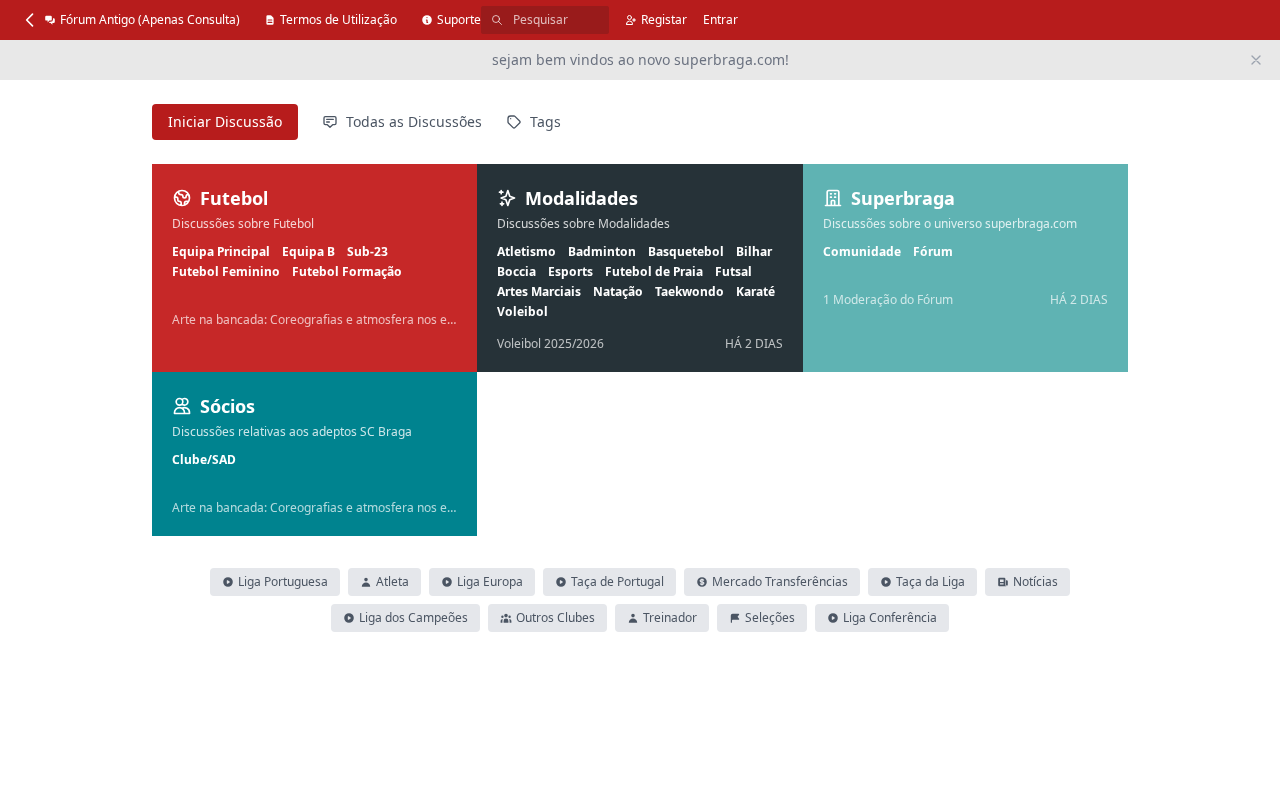 Fórum Antigo (Apenas Consulta) Termos de Utilização Suporte Pesquisar Registar Entrar
sejam bem vindos ao novo superbraga.com!
Iniciar Discussão Todas as Discussões Tags
Futebol
Discussões sobre Futebol
Equipa Principal Equipa B Sub-23
Futebol Feminino Futebol Formação
Arte na bancada: Coreografias e atmosfera nos e...
Modalidades
Discussões sobre Modalidades
Atletismo Badminton Basquetebol Bilhar
Boccia Esports Futebol de Praia Futsal
Artes Marciais Natação Taekwondo Karaté
Voleibol
Voleibol 2025/2026 HÁ 2 DIAS
Superbraga
Discussões sobre o universo superbraga.com
Comunidade Fórum
1 Moderação do Fórum HÁ 2 DIAS
Sócios
Discussões relativas aos adeptos SC Braga
Clube/SAD
Arte na bancada: Coreografias e atmosfera nos e...
Liga Portuguesa Atleta Liga Europa Taça de Portugal Mercado Transferências Taça da Liga Notícias
Liga dos Campeões Outros Clubes Treinador Seleções Liga Conferência